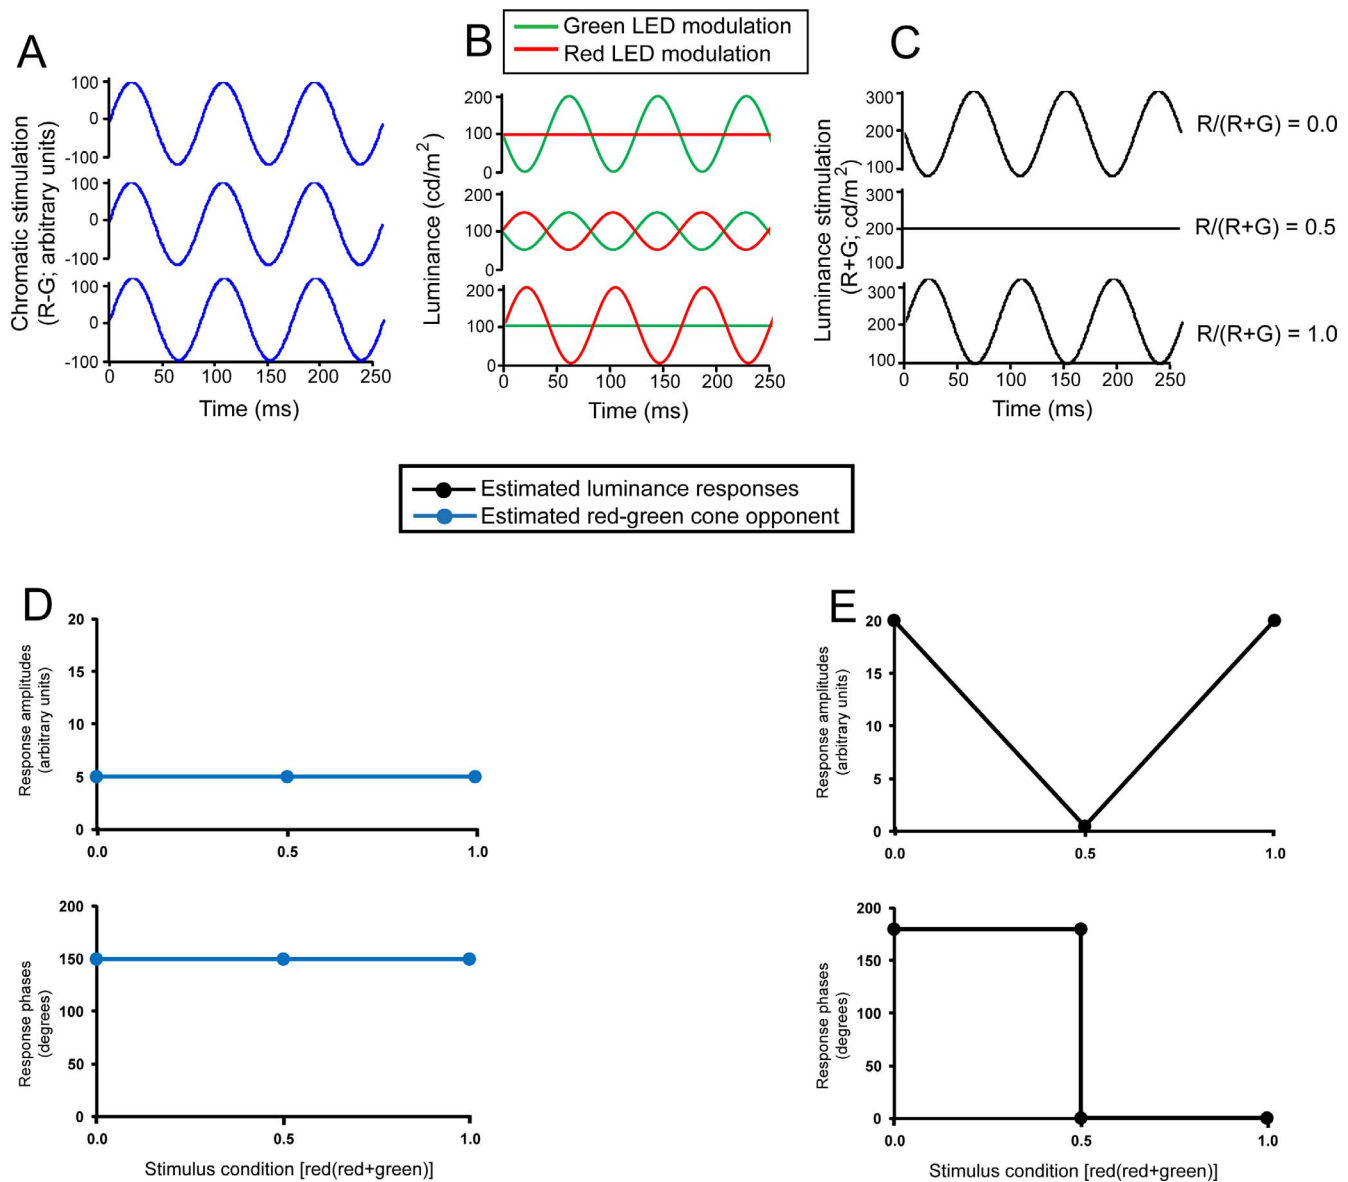 A
Chromatic stimulation
(R-G; arbitrary units)
100
0
-100
100
0
-100
100
0
-100
0 50 100 150 200 250
Time (ms)
B
Green LED modulation
Red LED modulation
Luminance (cd/m²)
200
100
0
200
100
0
200
100
0
0 50 100 150 200 250
Time (ms)
C
Luminance stimulation
(R+G; cd/m²)
300
200
100
R/(R+G) = 0.0
300
200
100
R/(R+G) = 0.5
300
200
100
R/(R+G) = 1.0
0 50 100 150 200 250
Time (ms)
Estimated luminance responses
Estimated red-green cone opponent
D
Response amplitudes
(arbitrary units)
20
15
10
5
0
0.0 0.5 1.0
Response phases
(degrees)
200
150
100
50
0
0.0 0.5 1.0
Stimulus condition [red(red+green)]
E
Response amplitudes
(arbitrary units)
20
15
10
5
0
0.0 0.5 1.0
Response phases
(degrees)
200
150
100
50
0
0.0 0.5 1.0
Stimulus condition [red(red+green)]